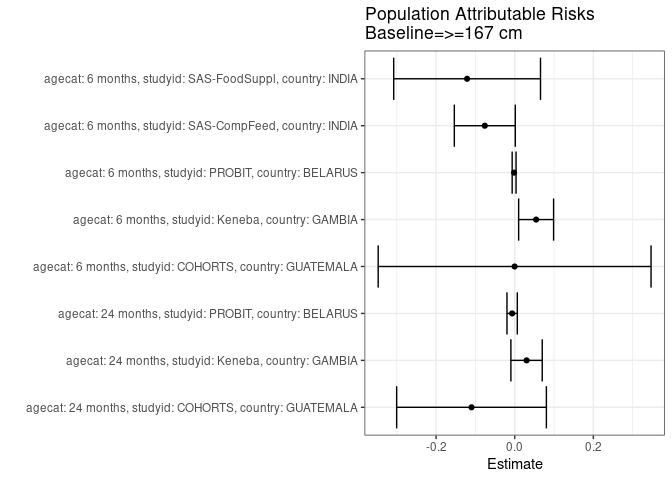 Population Attributable Risks
Baseline=>=167 cm
agecat: 6 months, studyid: SAS-FoodSuppl, country: INDIA
agecat: 6 months, studyid: SAS-CompFeed, country: INDIA
agecat: 6 months, studyid: PROBIT, country: BELARUS
agecat: 6 months, studyid: Keneba, country: GAMBIA
agecat: 6 months, studyid: COHORTS, country: GUATEMALA
agecat: 24 months, studyid: PROBIT, country: BELARUS
agecat: 24 months, studyid: Keneba, country: GAMBIA
agecat: 24 months, studyid: COHORTS, country: GUATEMALA
-0.2 0.0 0.2
Estimate